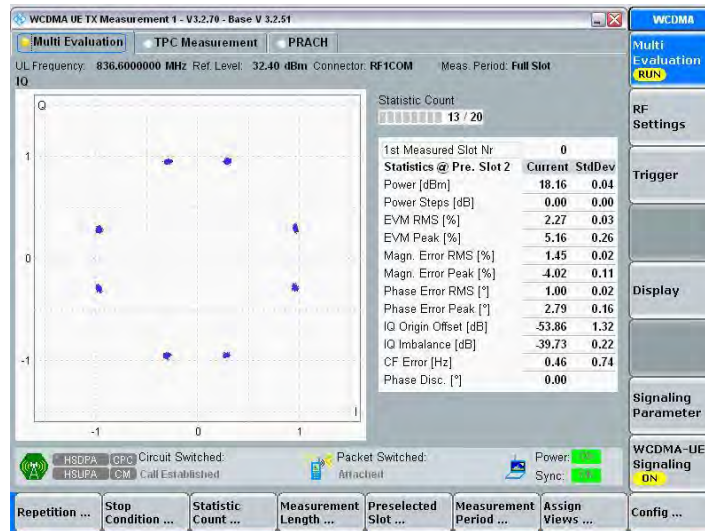 WCDMA UE TX Measurement 1 - V3.2.70 - Base V 3.2.51
WCDMA
Multi Evaluation
TPC Measurement
PRACH
Multi
Evaluation
RUN
UL Frequency: 836.6000000 MHz Ref. Level: 32.40 dBm Connector: RF1COM Meas. Period: Full Slot
IQ
Q
1
0
-1
-1 0 1
I
Statistic Count
13 / 20
1st Measured Slot Nr 0
Statistics @ Pre. Slot 2 Current StdDev
Power [dBm] 18.16 0.04
Power Steps [dB] 0.00 0.00
EVM RMS [%] 2.27 0.03
EVM Peak [%] 5.16 0.26
Magn. Error RMS [%] 1.45 0.02
Magn. Error Peak [%] -4.02 0.11
Phase Error RMS [°] 1.00 0.02
Phase Error Peak [°] 2.79 0.16
IQ Origin Offset [dB] -53.86 1.32
IQ Imbalance [dB] -39.73 0.22
CF Error [Hz] 0.46 0.74
Phase Disc. [°] 0.00
RF
Settings
Trigger
Display
Signaling
Parameter
WCDMA-UE
Signaling
ON
Config ...
HSDPA CPC Circuit Switched: Packet Switched: Power:
HSUPA CM Call Established Attached Sync:
Repetition ...
Stop
Condition ...
Statistic
Count ...
Measurement
Length ...
Preselected
Slot ...
Measurement
Period ...
Assign
Views ...